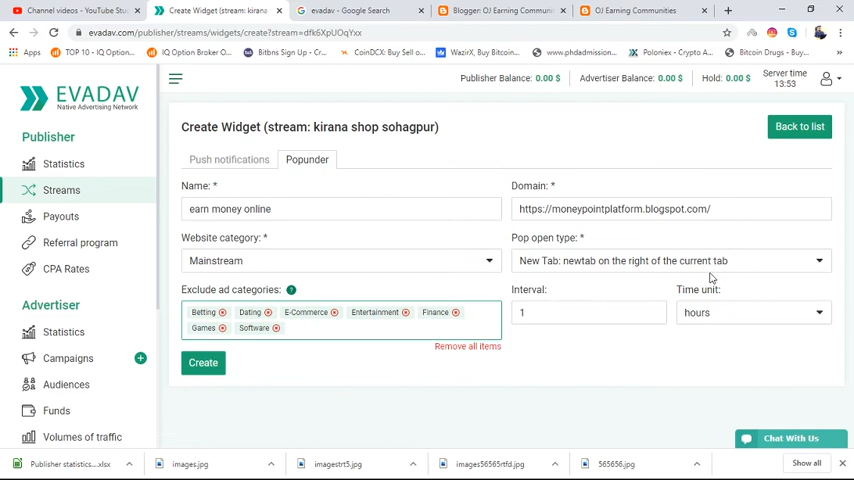 Channel videos - YouTube Stu
Create Widget (stream: kirana
evadav - Google Search
Blogger: OJ Earning Communi
OJ Earning Communities
evadav.com/publisher/streams/widgets/create?stream=dfk6XpUOqYxx
Apps
TOP 10 - IQ Option...
IQ Option Broker O...
Bitbns Sign Up - Cr...
CoinDCX: Buy Sell o...
WazirX, Buy Bitcoin...
www.phdadmission...
Poloniex - Crypto A...
Bitcoin Drugs - Buy...
EVADAV
Native Advertising Network
Publisher Balance: 0.00 $
Advertiser Balance: 0.00 $
Hold: 0.00 $
Server time
13:53
Publisher
Statistics
Streams
Payouts
Referral program
CPA Rates
Advertiser
Statistics
Campaigns
Audiences
Funds
Volumes of traffic
Create Widget (stream: kirana shop sohagpur)
Back to list
Push notifications
Popunder
Name: *
Domain: *
earn money online
https://moneypointplatform.blogspot.com/
Website category: *
Pop open type: *
Mainstream
New Tab: newtab on the right of the current tab
Exclude ad categories: ?
Interval:
Time unit:
Betting
Dating
E-Commerce
Entertainment
Finance
Games
Software
1
hours
Remove all items
Create
Chat With Us
Publisher statistics....xlsx
images.jpg
imagestrt5.jpg
images56565rtfd.jpg
565656.jpg
Show all